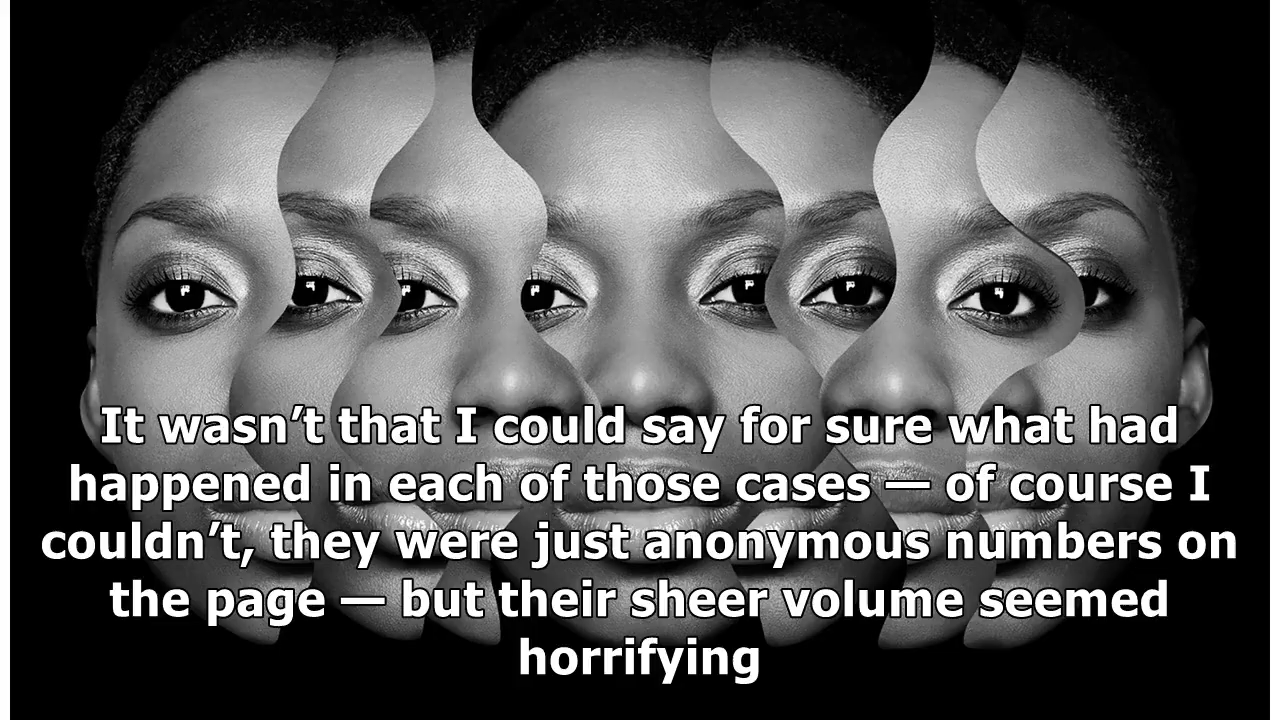 It wasn’t that I could say for sure what had
happened in each of those cases — of course I
couldn’t, they were just anonymous numbers on
the page — but their sheer volume seemed
horrifying